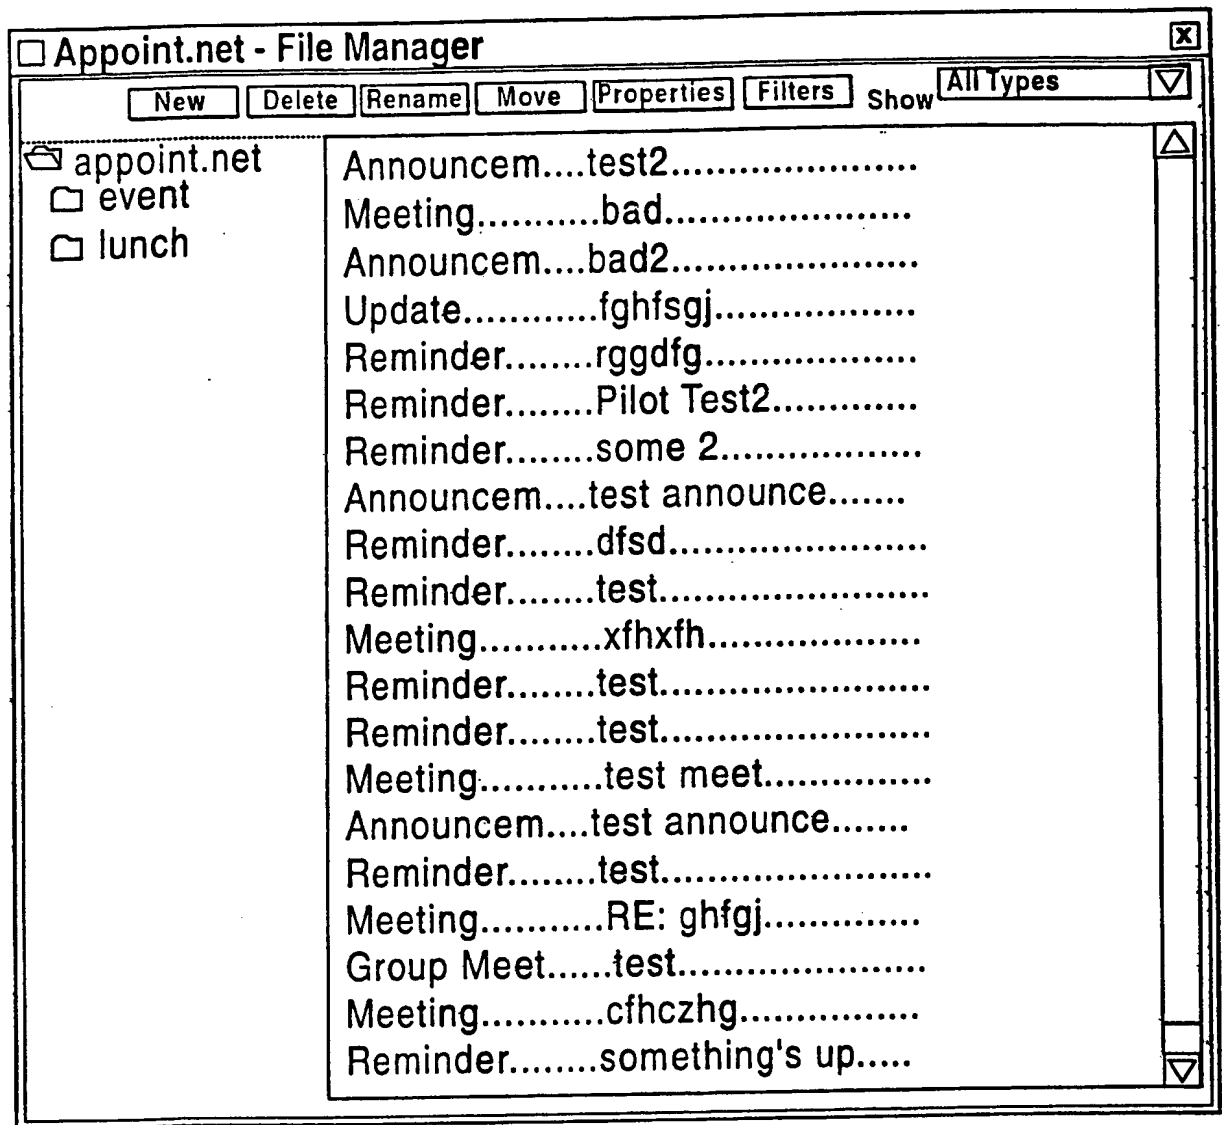 Appoint.net - File Manager
New Delete Rename Move Properties Filters Show All Types
appoint.net
event
lunch
Announcem....test2......................
Meeting...........bad......................
Announcem....bad2......................
Update............fghfsgj..................
Reminder........rggdfg...................
Reminder........Pilot Test2.............
Reminder........some 2..................
Announcem....test announce.......
Reminder........dfsd.......................
Reminder........test........................
Meeting...........xfhxfh...................
Reminder........test........................
Reminder........test........................
Meeting...........test meet...............
Announcem....test announce.......
Reminder........test........................
Meeting...........RE: ghfgj..............
Group Meet......test......................
Meeting...........cfhczhg................
Reminder........something's up.....